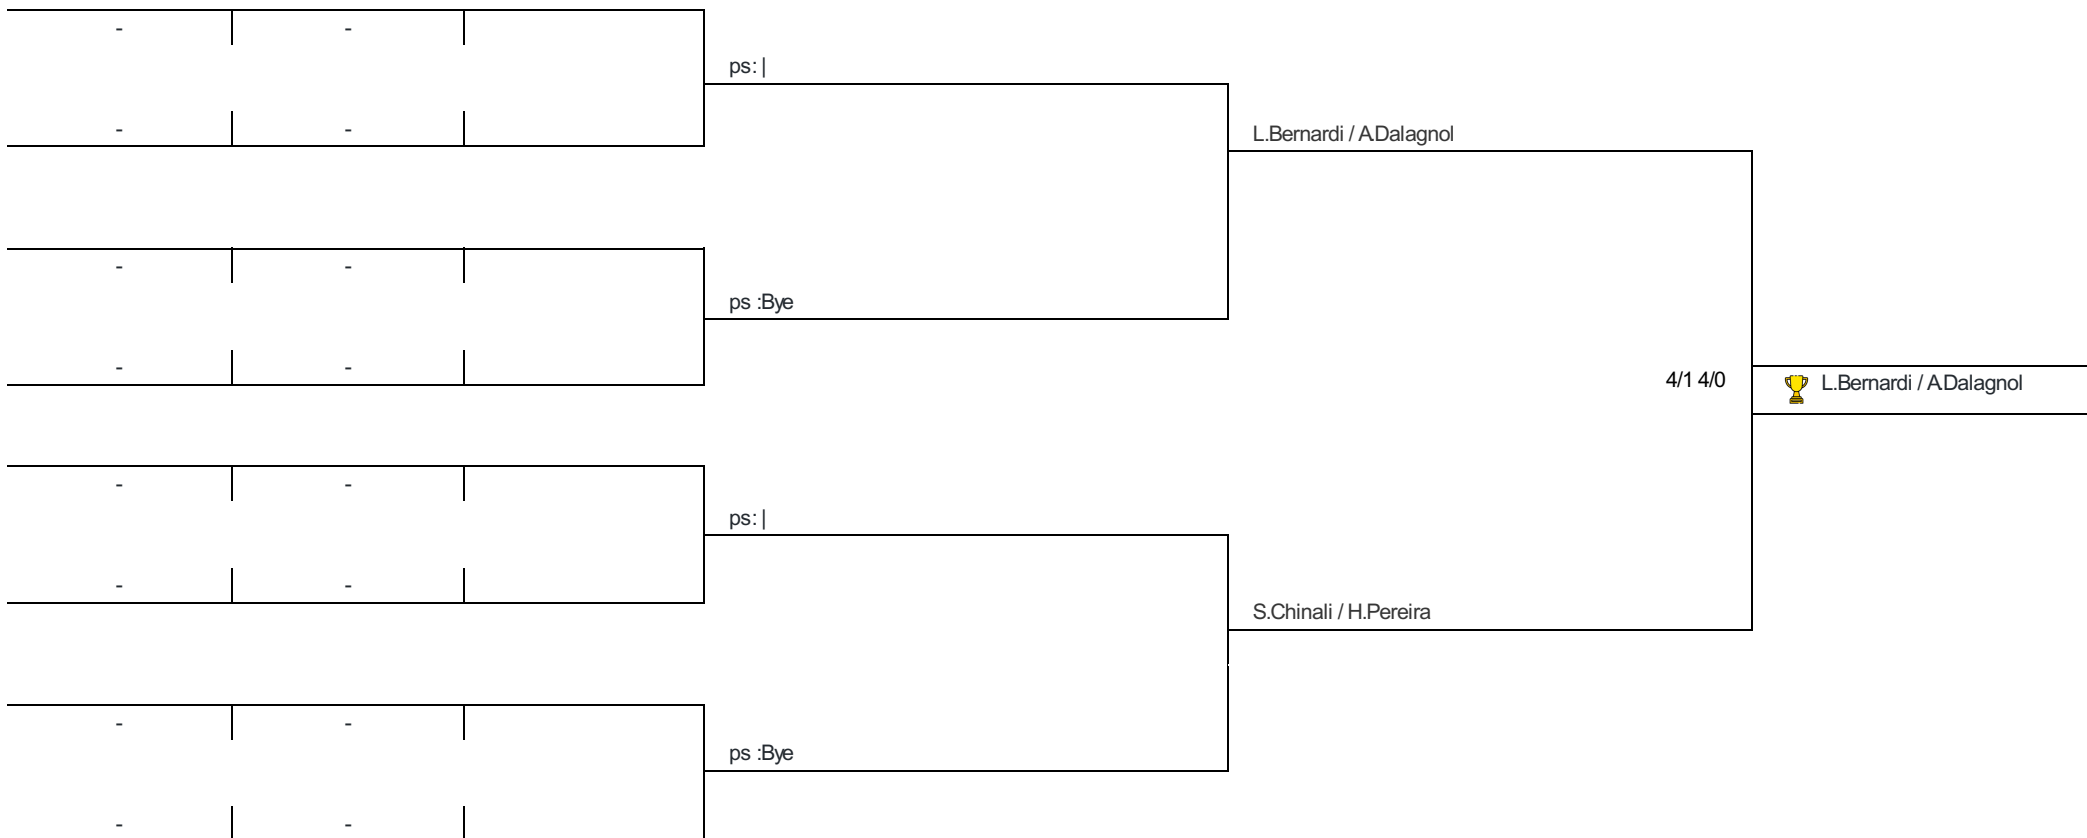 - -
ps: |
- -
L.Bernardi / A.Dalagnol
- -
ps :Bye
- -
4/1 4/0
L.Bernardi / A.Dalagnol
- -
ps: |
- -
S.Chinali / H.Pereira
- -
ps :Bye
- -